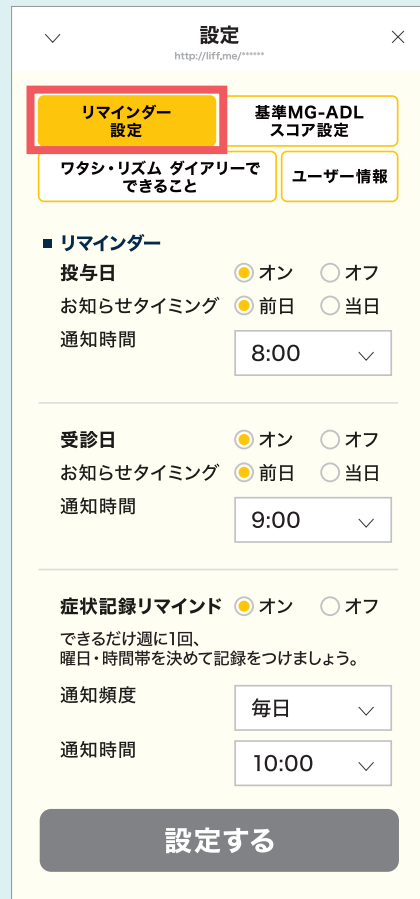 設定
http://liff.me/******
リマインダー
設定
基準MG-ADL
スコア設定
ワタシ・リズム ダイアリーで
できること
ユーザー情報
■ リマインダー
投与日 オン オフ
お知らせタイミング 前日 当日
通知時間
8:00
受診日 オン オフ
お知らせタイミング 前日 当日
通知時間
9:00
症状記録リマインド オン オフ
できるだけ週に1回、
曜日・時間帯を決めて記録をつけましょう。
通知頻度
毎日
通知時間
10:00
設定する